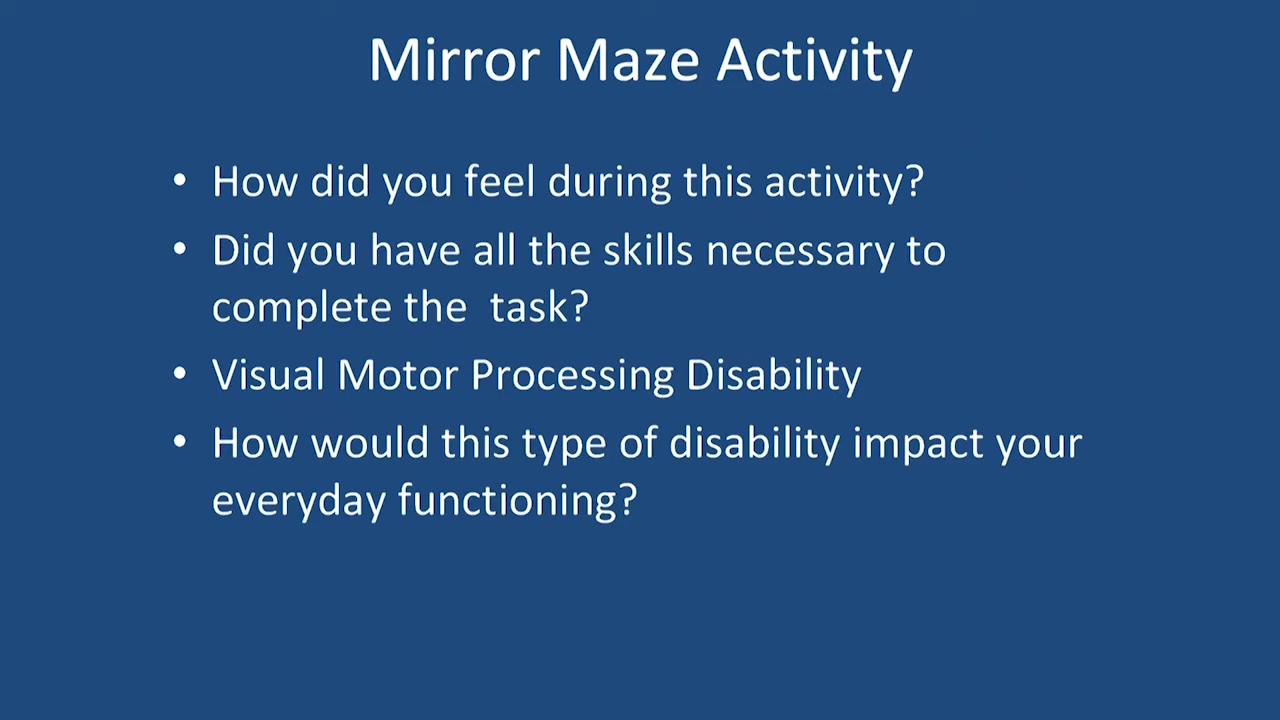 Mirror Maze Activity
• How did you feel during this activity?
• Did you have all the skills necessary to
complete the  task?
• Visual Motor Processing Disability
• How would this type of disability impact your
everyday functioning?